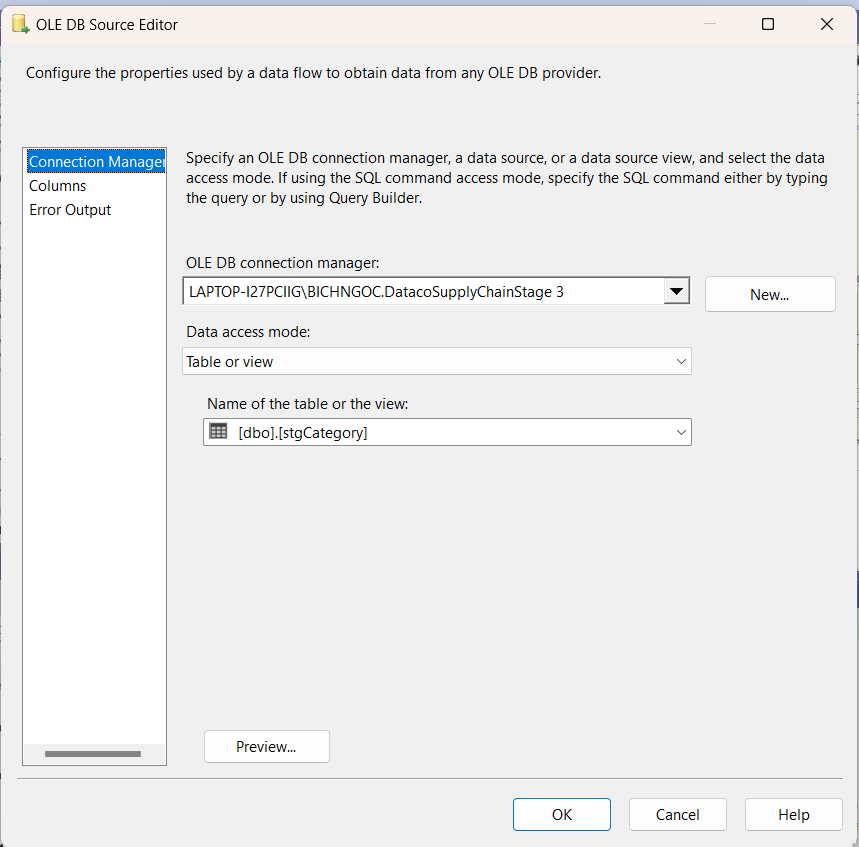 OLE DB Source Editor
Configure the properties used by a data flow to obtain data from any OLE DB provider.
Connection Manager
Columns
Error Output
Specify an OLE DB connection manager, a data source, or a data source view, and select the data
access mode. If using the SQL command access mode, specify the SQL command either by typing
the query or by using Query Builder.
OLE DB connection manager:
LAPTOP-I27PCIIG\BICHNGOC.DatacoSupplyChainStage 3
New...
Data access mode:
Table or view
Name of the table or the view:
[dbo].[stgCategory]
Preview...
OK
Cancel
Help